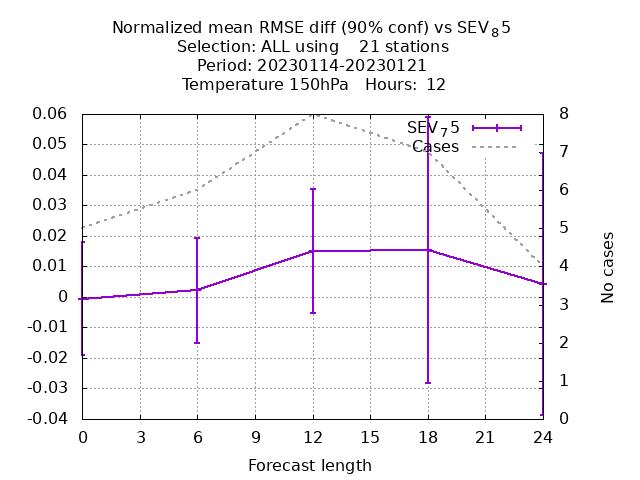 Normalized mean RMSE diff (90% conf) vs SEV₈5
Selection: ALL using    21 stations
Period: 20230114-20230121
Temperature 150hPa   Hours:  12
0.06
0.05
0.04
0.03
0.02
0.01
0
-0.01
-0.02
-0.03
-0.04
SEV₇5
Cases
8
7
6
5
4
3
2
1
0
No cases
0 3 6 9 12 15 18 21 24
Forecast length